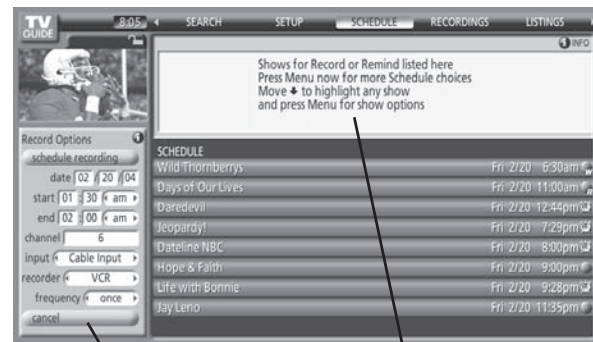 TV
GUIDE
8:05
SEARCH
SETUP
SCHEDULE
RECORDINGS
LISTINGS
INFO
Shows for Record or Remind listed here
Press Menu now for more Schedule choices
Move to highlight any show
and press Menu for show options
Record Options
schedule recording
date 02 / 20 / 04
start 01 : 30 am
end 02 : 00 am
channel 6
input Cable Input
recorder VCR
frequency once
cancel
SCHEDULE
Wild Thornberrys Fri 2/20 6:30am
Days of Our Lives Fri 2/20 11:00am
Daredevil Fri 2/20 12:44pm
Jeopardy! Fri 2/20 7:29pm
Dateline NBC Fri 2/20 8:00pm
Hope & Faith Fri 2/20 9:00pm
Life with Bonnie Fri 2/20 9:28pm
Jay Leno Fri 2/20 11:35pm